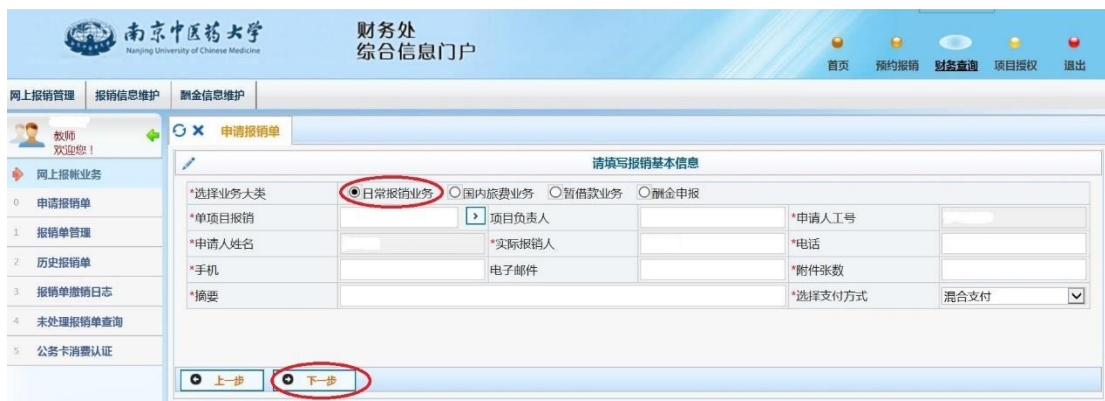 南京中医药大学
Nanjing University of Chinese Medicine
财务处
综合信息门户
首页 预约报销 财务查询 项目授权 退出
网上报销管理 报销信息维护 酬金信息维护
教师
欢迎您！
网上报帐业务
0 申请报销单
1 报销单管理
2 历史报销单
3 报销单撤销日志
4 未处理报销单查询
5 公务卡消费认证
申请报销单
请填写报销基本信息
*选择业务大类 日常报销业务 国内旅费业务 暂借款业务 酬金申报
*单项目报销 项目负责人 *申请人工号
*申请人姓名 *实际报销人 *电话
*手机 电子邮件 *附件张数
*摘要 *选择支付方式 混合支付
上一步 下一步